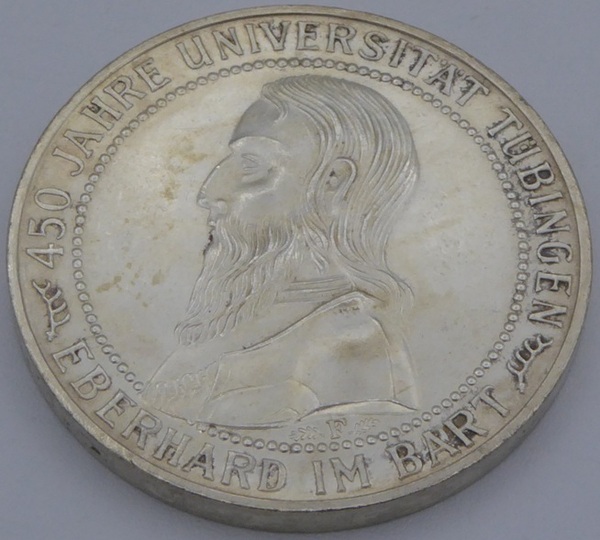 450 JAHRE UNIVERSITÄT TÜBINGEN
EBERHARD IM BART
F